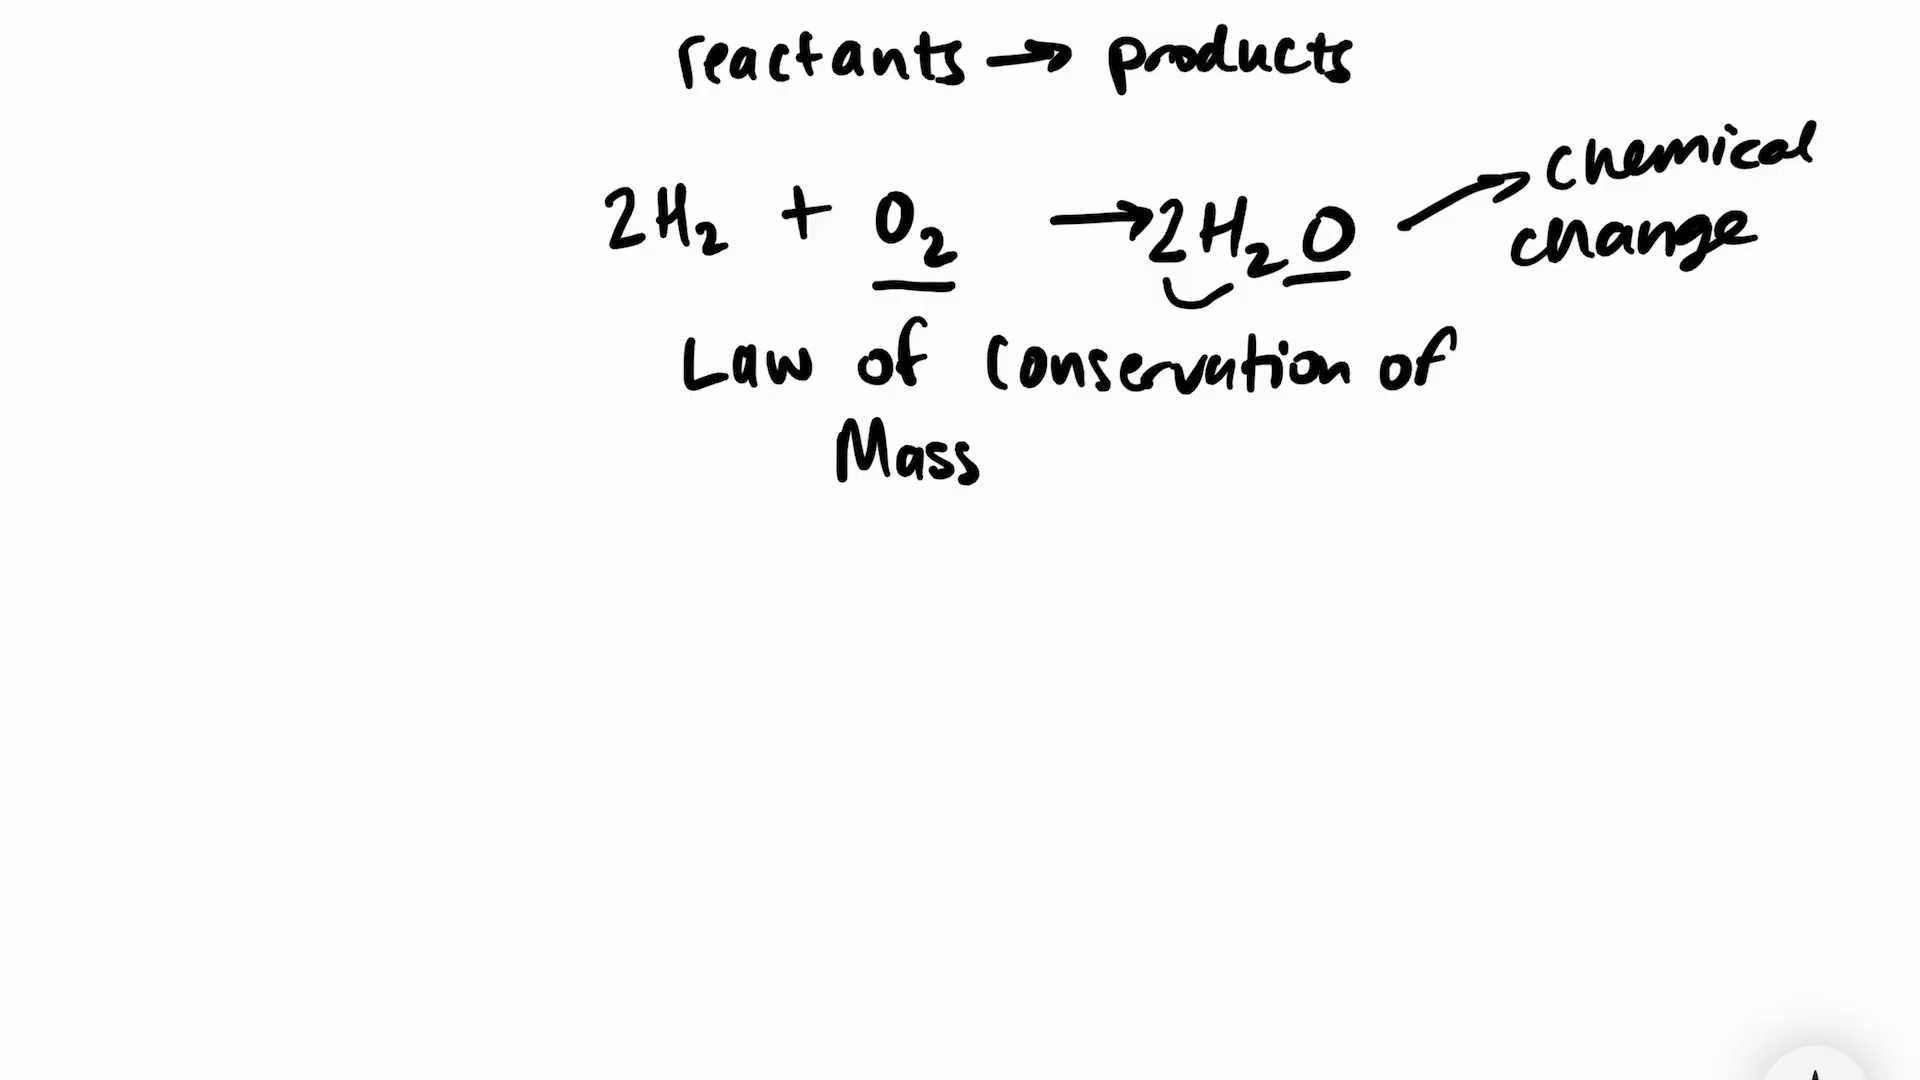 reactants → products
2H₂ + O₂ → 2H₂O → chemical
change
Law of Conservation of
Mass